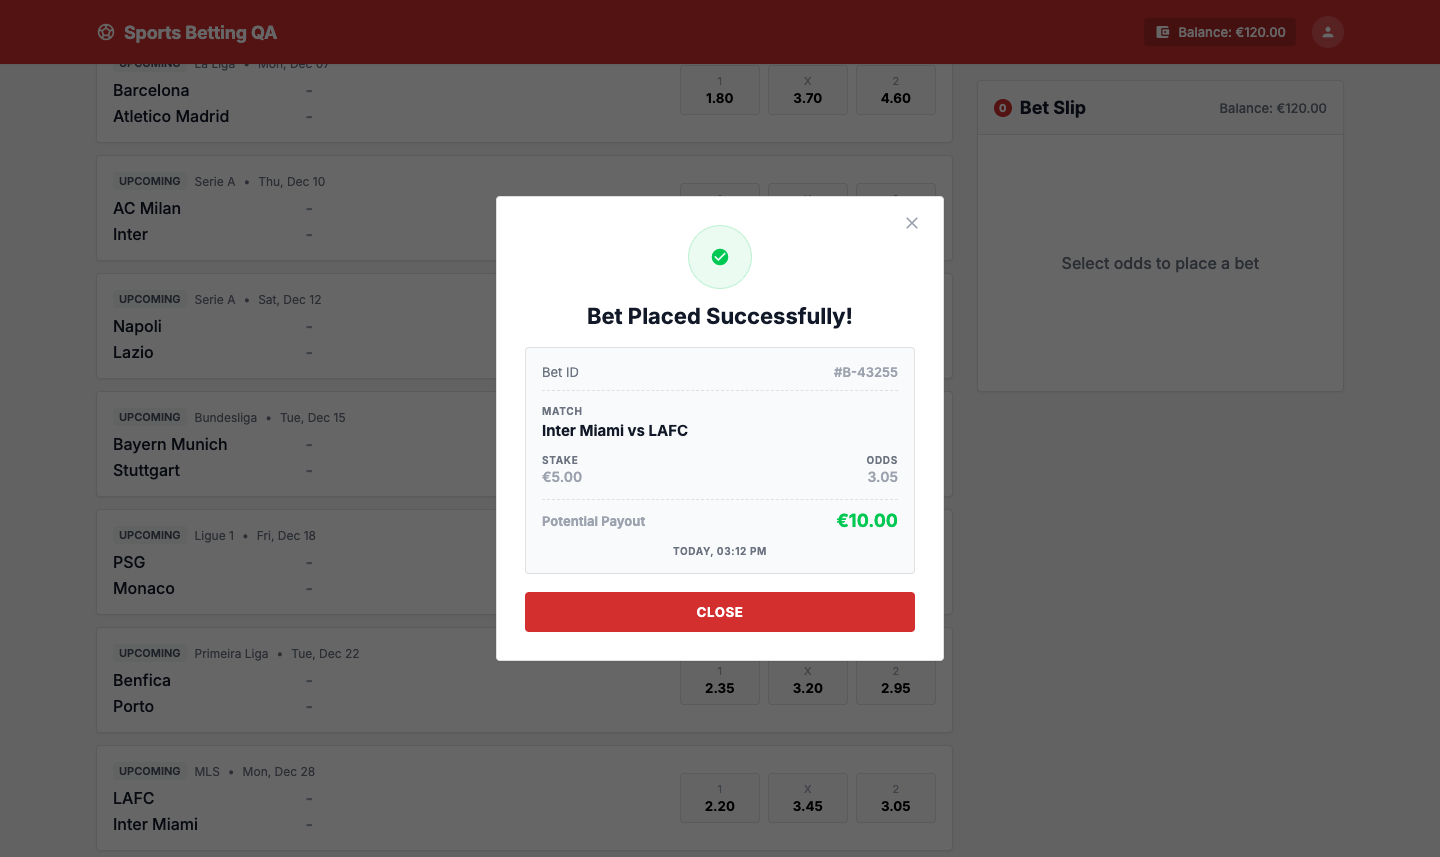 Sports Betting QA
Balance: €120.00
UPCOMING La Liga • Mon, Dec 07
Barcelona -
Atletico Madrid -
1 X 2
1.80 3.70 4.60
UPCOMING Serie A • Thu, Dec 10
AC Milan -
Inter -
UPCOMING Serie A • Sat, Dec 12
Napoli -
Lazio -
UPCOMING Bundesliga • Tue, Dec 15
Bayern Munich -
Stuttgart -
UPCOMING Ligue 1 • Fri, Dec 18
PSG -
Monaco -
UPCOMING Primeira Liga • Tue, Dec 22
Benfica -
Porto -
1 X 2
2.35 3.20 2.95
UPCOMING MLS • Mon, Dec 28
LAFC -
Inter Miami -
1 X 2
2.20 3.45 3.05
0 Bet Slip Balance: €120.00
Select odds to place a bet
Bet Placed Successfully!
Bet ID #B-43255
MATCH
Inter Miami vs LAFC
STAKE ODDS
€5.00 3.05
Potential Payout €10.00
TODAY, 03:12 PM
CLOSE